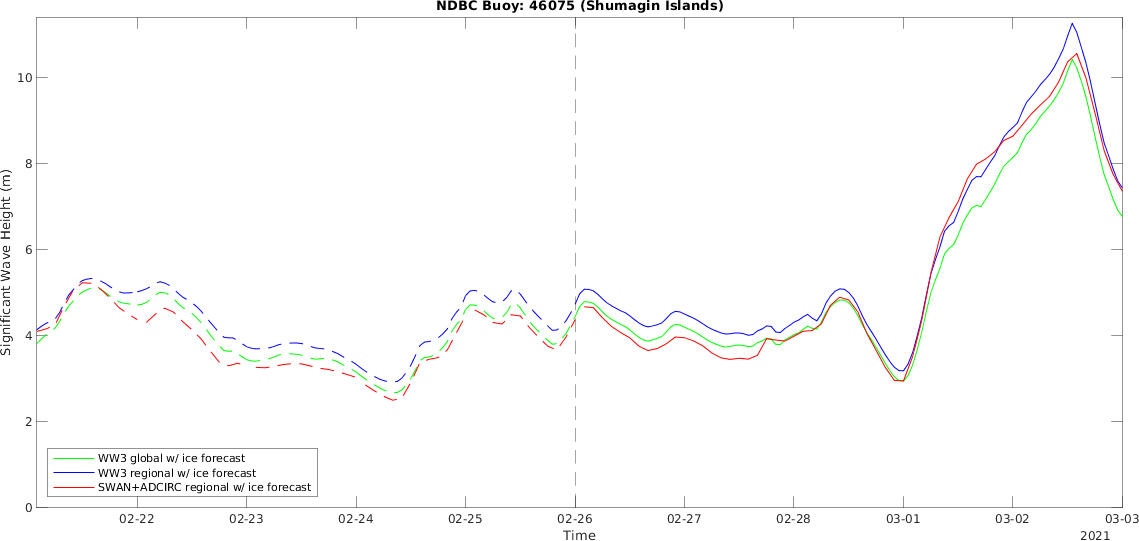 NDBC Buoy: 46075 (Shumagin Islands)
Significant Wave Height (m)
10
8
6
4
2
0
WW3 global w/ ice forecast
WW3 regional w/ ice forecast
SWAN+ADCIRC regional w/ ice forecast
02-22 02-23 02-24 02-25 02-26 02-27 02-28 03-01 03-02 03-03
Time
2021